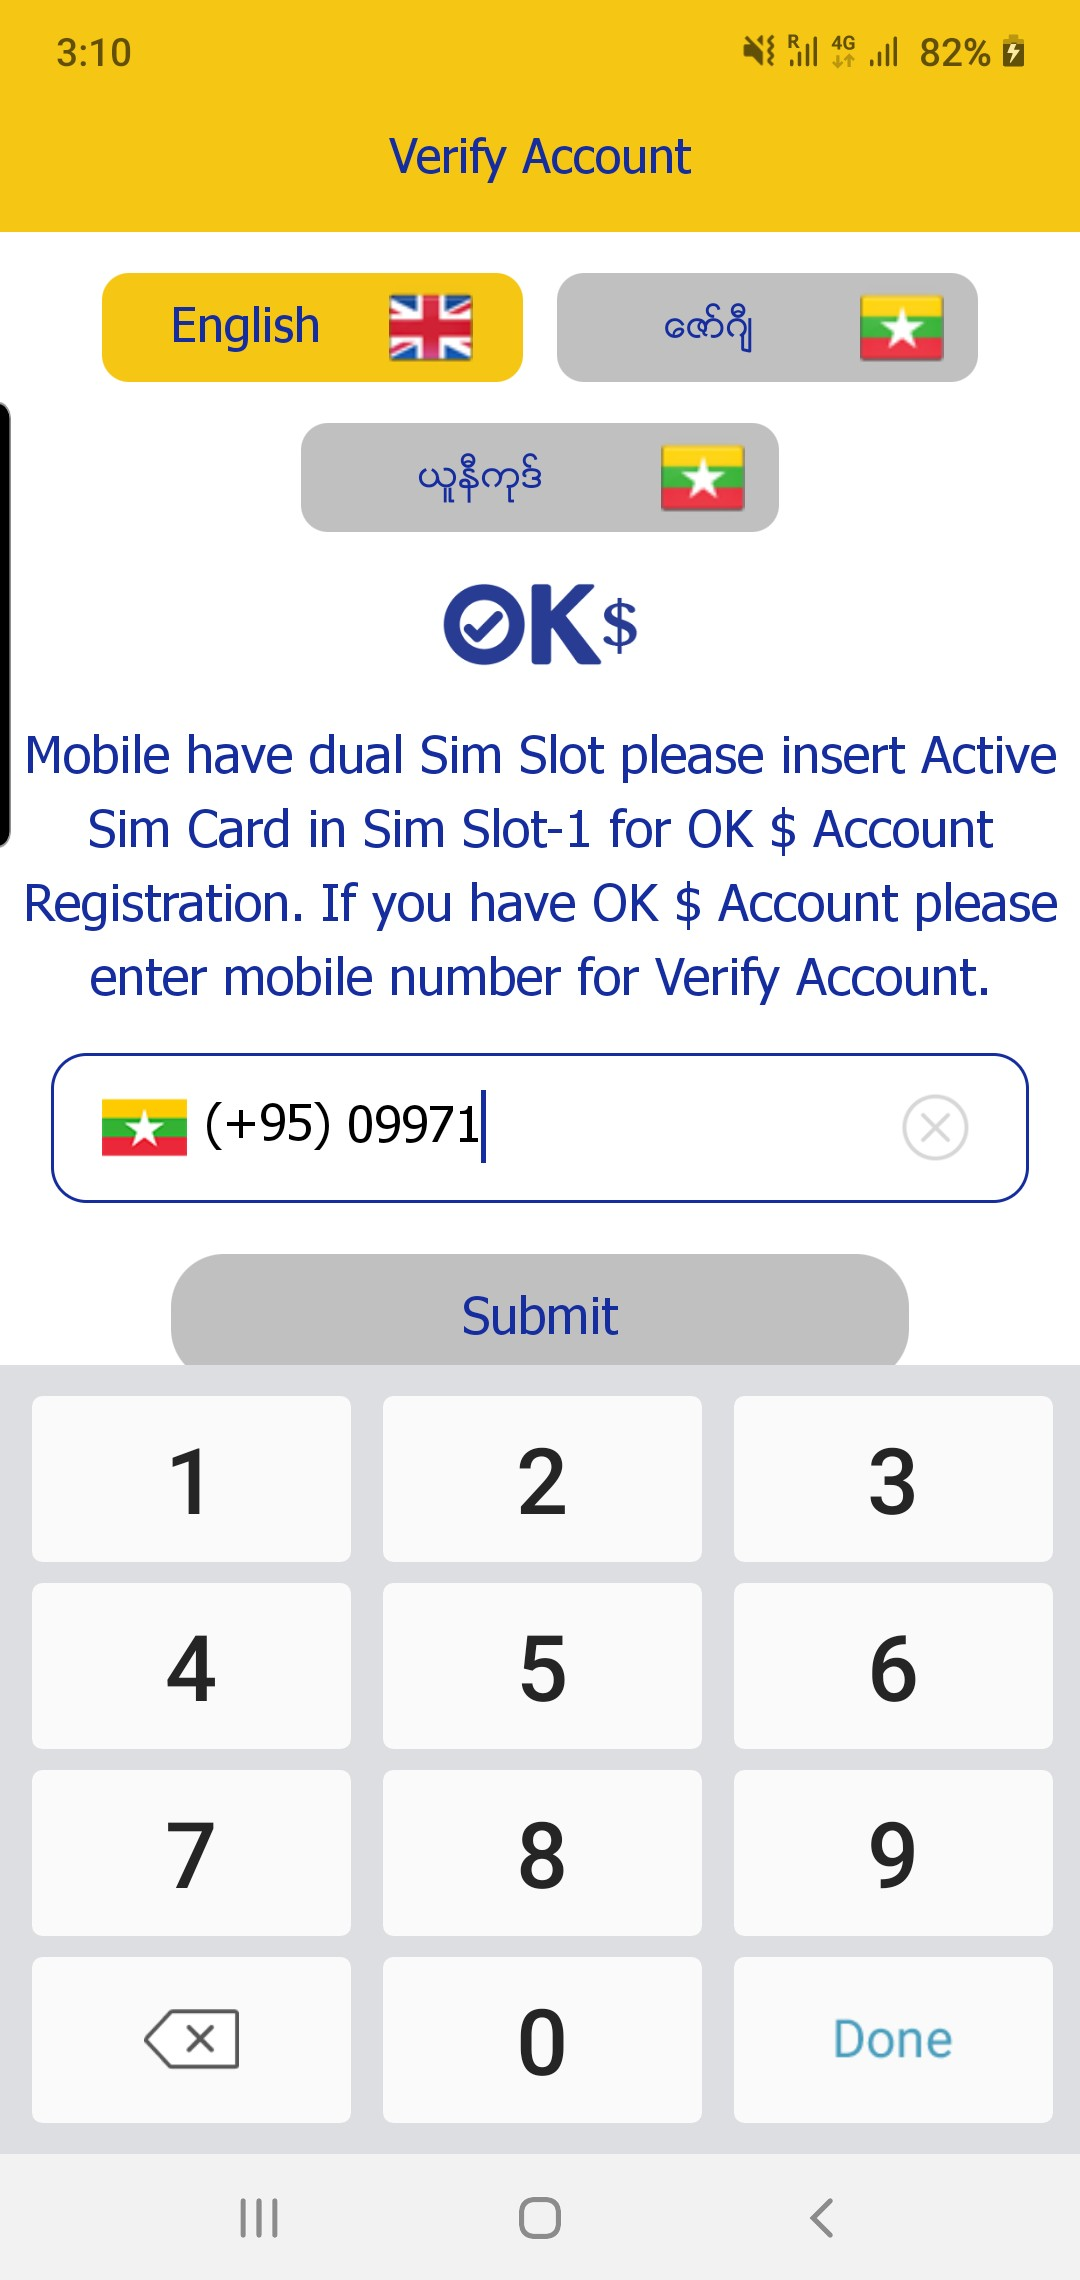 3:10 R 4G 82%
Verify Account
English
ဇော်ဂျီ
ယူနီကုဒ်
OK$
Mobile have dual Sim Slot please insert Active
Sim Card in Sim Slot-1 for OK $ Account
Registration. If you have OK $ Account please
enter mobile number for Verify Account.
(+95) 09971
Submit
1 2 3
4 5 6
7 8 9
0 Done